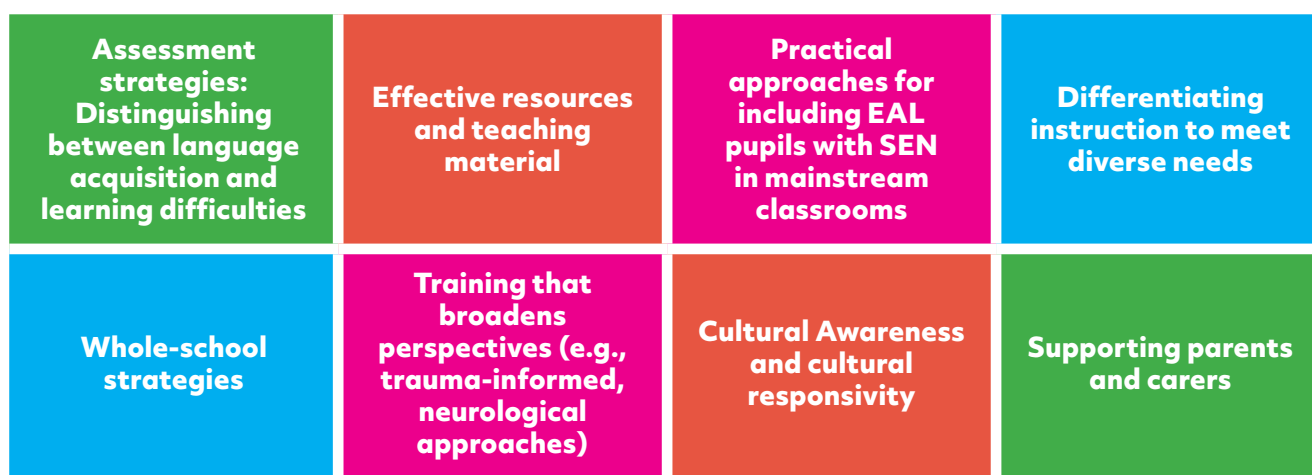 Assessment
strategies:
Distinguishing
between language
acquisition and
learning difficulties
Effective resources
and teaching
material
Practical
approaches for
including EAL
pupils with SEN
in mainstream
classrooms
Differentiating
instruction to meet
diverse needs
Whole-school
strategies
Training that
broadens
perspectives (e.g.,
trauma-informed,
neurological
approaches)
Cultural Awareness
and cultural
responsivity
Supporting parents
and carers